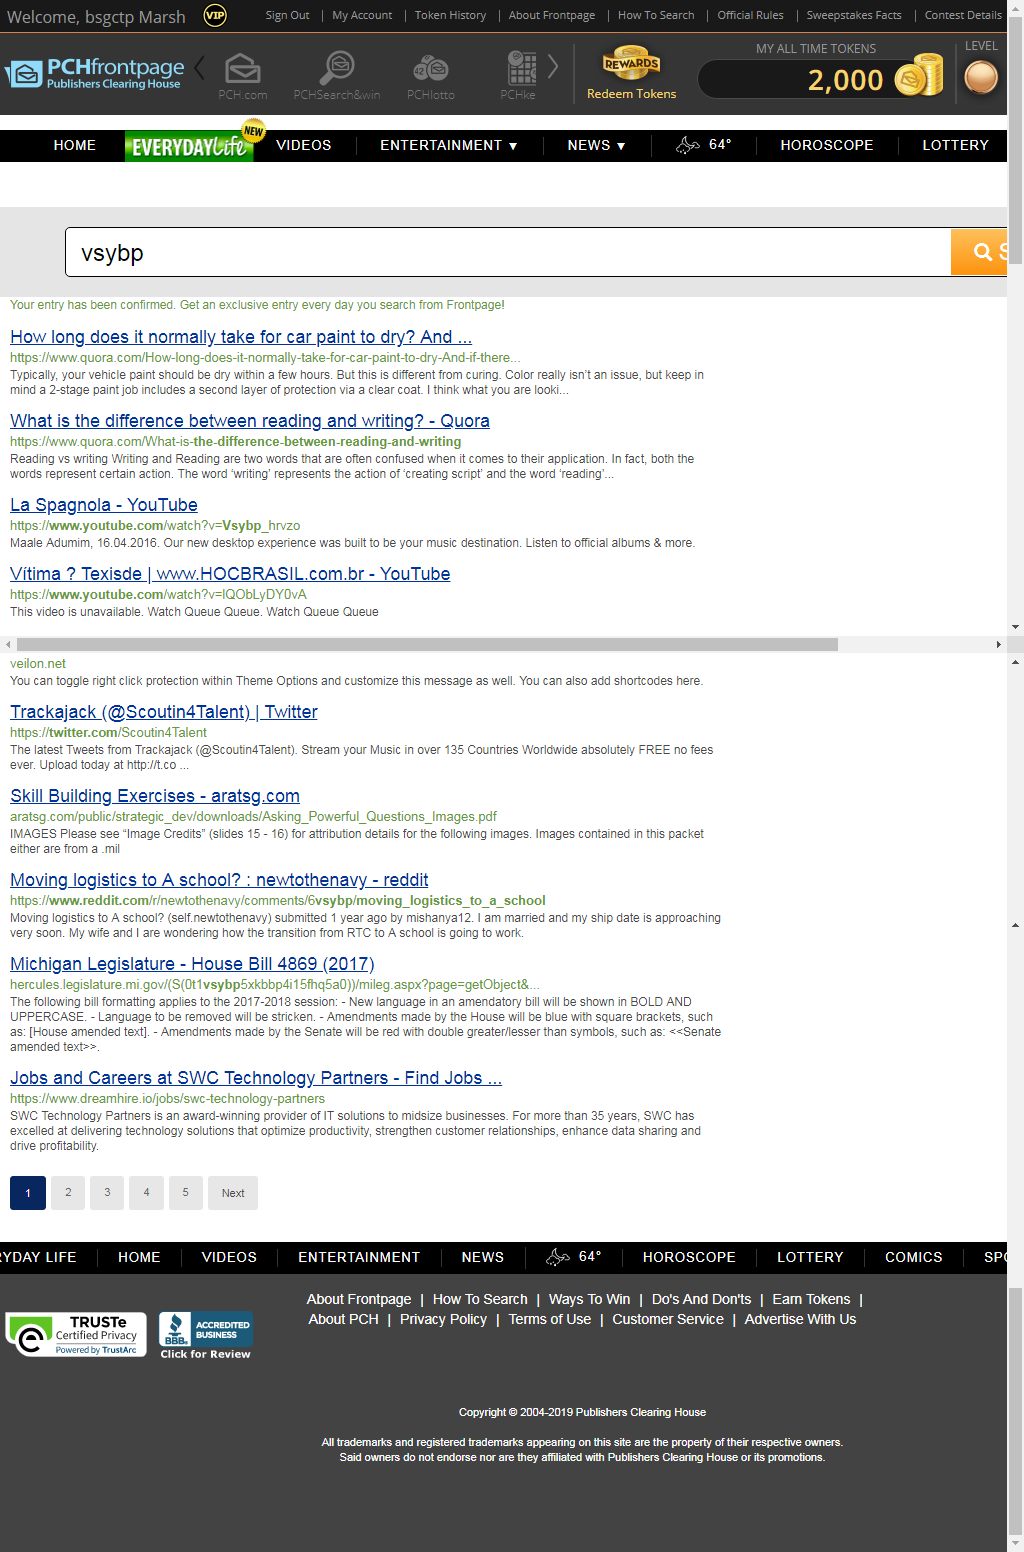 Welcome, bsgctp Marsh VIP Sign Out | My Account | Token History | About Frontpage | How To Search | Official Rules | Sweepstakes Facts | Contest Details
PCHfrontpage
Publishers Clearing House
PCH.com PCHSearch&win PCHlotto PCHke
REWARDS
Redeem Tokens
MY ALL TIME TOKENS
2,000
LEVEL
HOME EVERYDAY Life NEW VIDEOS ENTERTAINMENT ▼ NEWS ▼ 64° HOROSCOPE LOTTERY
vsybp
S
Your entry has been confirmed. Get an exclusive entry every day you search from Frontpage!
How long does it normally take for car paint to dry? And ...
https://www.quora.com/How-long-does-it-normally-take-for-car-paint-to-dry-And-if-there...
Typically, your vehicle paint should be dry within a few hours. But this is different from curing. Color really isn't an issue, but keep in
mind a 2-stage paint job includes a second layer of protection via a clear coat. I think what you are looki...
What is the difference between reading and writing? - Quora
https://www.quora.com/What-is-the-difference-between-reading-and-writing
Reading vs writing Writing and Reading are two words that are often confused when it comes to their application. In fact, both the
words represent certain action. The word 'writing' represents the action of 'creating script' and the word 'reading'...
La Spagnola - YouTube
https://www.youtube.com/watch?v=Vsybp_hrvzo
Maale Adumim, 16.04.2016. Our new desktop experience was built to be your music destination. Listen to official albums & more.
Vítima ? Texisde | www.HOCBRASIL.com.br - YouTube
https://www.youtube.com/watch?v=IQObLyDY0vA
This video is unavailable. Watch Queue Queue. Watch Queue Queue
veilon.net
You can toggle right click protection within Theme Options and customize this message as well. You can also add shortcodes here.
Trackajack (@Scoutin4Talent) | Twitter
https://twitter.com/Scoutin4Talent
The latest Tweets from Trackajack (@Scoutin4Talent). Stream your Music in over 135 Countries Worldwide absolutely FREE no fees
ever. Upload today at http://t.co ...
Skill Building Exercises - aratsg.com
aratsg.com/public/strategic_dev/downloads/Asking_Powerful_Questions_Images.pdf
IMAGES Please see “Image Credits” (slides 15 - 16) for attribution details for the following images. Images contained in this packet
either are from a .mil
Moving logistics to A school? : newtothenavy - reddit
https://www.reddit.com/r/newtothenavy/comments/6vsybp/moving_logistics_to_a_school
Moving logistics to A school? (self.newtothenavy) submitted 1 year ago by mishanya12. I am married and my ship date is approaching
very soon. My wife and I are wondering how the transition from RTC to A school is going to work.
Michigan Legislature - House Bill 4869 (2017)
hercules.legislature.mi.gov/(S(0t1vsybp5xkbbp4i15fhq5a0))/mileg.aspx?page=getObject&...
The following bill formatting applies to the 2017-2018 session: - New language in an amendatory bill will be shown in BOLD AND
UPPERCASE. - Language to be removed will be stricken. - Amendments made by the House will be blue with square brackets, such
as: [House amended text]. - Amendments made by the Senate will be red with double greater/lesser than symbols, such as: <<Senate
amended text>>.
Jobs and Careers at SWC Technology Partners - Find Jobs ...
https://www.dreamhire.io/jobs/swc-technology-partners
SWC Technology Partners is an award-winning provider of IT solutions to midsize businesses. For more than 35 years, SWC has
excelled at delivering technology solutions that optimize productivity, strengthen customer relationships, enhance data sharing and
drive profitability.
1 2 3 4 5 Next
RYDAY LIFE HOME VIDEOS ENTERTAINMENT NEWS 64° HOROSCOPE LOTTERY COMICS SPO
About Frontpage | How To Search | Ways To Win | Do's And Don'ts | Earn Tokens |
About PCH | Privacy Policy | Terms of Use | Customer Service | Advertise With Us
TRUSTe
Certified Privacy
Powered by TrustArc
BBB.
ACCREDITED
BUSINESS
Click for Review
Copyright © 2004-2019 Publishers Clearing House
All trademarks and registered trademarks appearing on this site are the property of their respective owners.
Said owners do not endorse nor are they affiliated with Publishers Clearing House or its promotions.